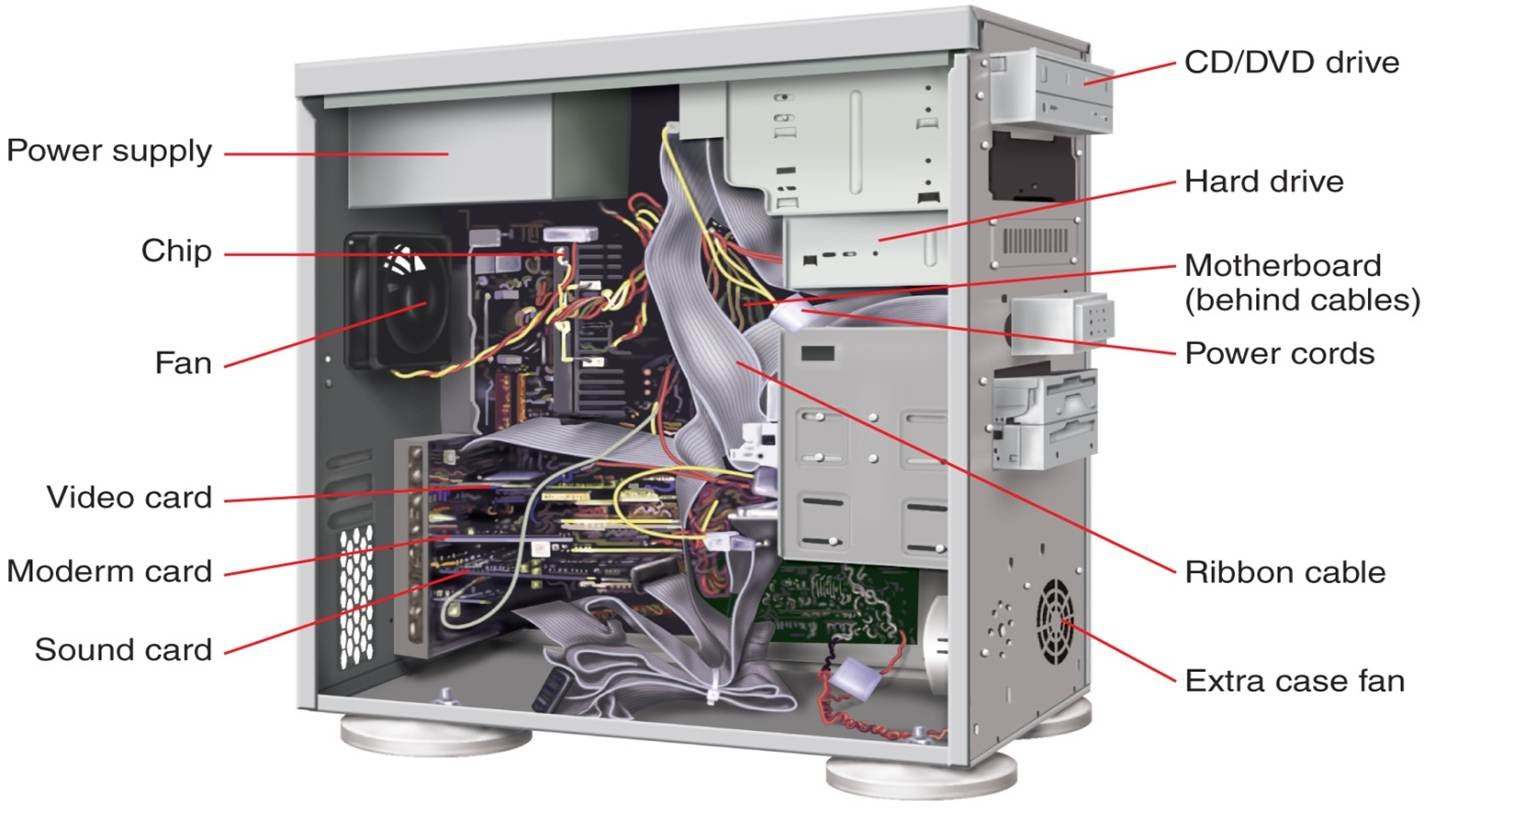 Power supply
Chip
Fan
Video card
Moderm card
Sound card
CD/DVD drive
Hard drive
Motherboard
(behind cables)
Power cords
Ribbon cable
Extra case fan